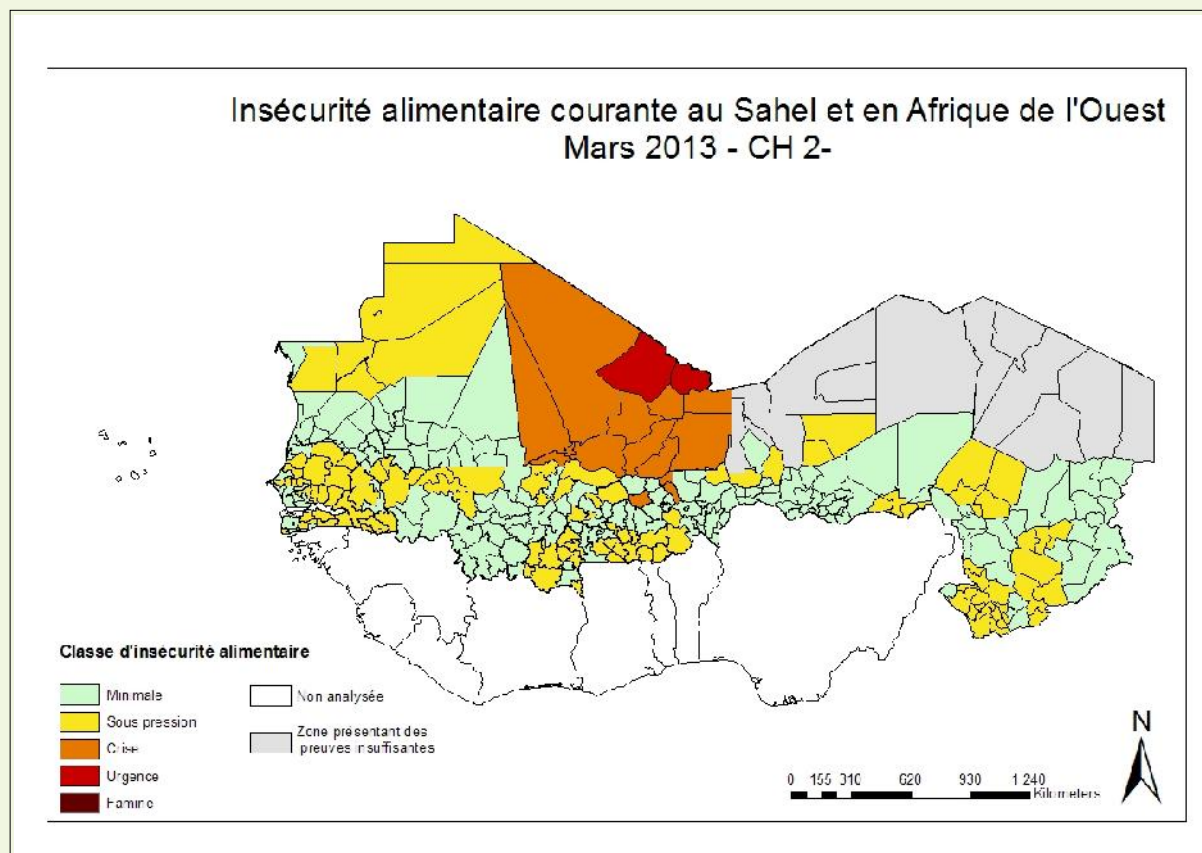 Insécurité alimentaire courante au Sahel et en Afrique de l'Ouest
Mars 2013 - CH 2-
Classe d'insécurité alimentaire
Minimale
Sous pression
Crise
Urgence
Famine
Non analysée
Zone présentant des
preuves insuffisantes
N
0 155 310 620 930 1 240
Kilometers